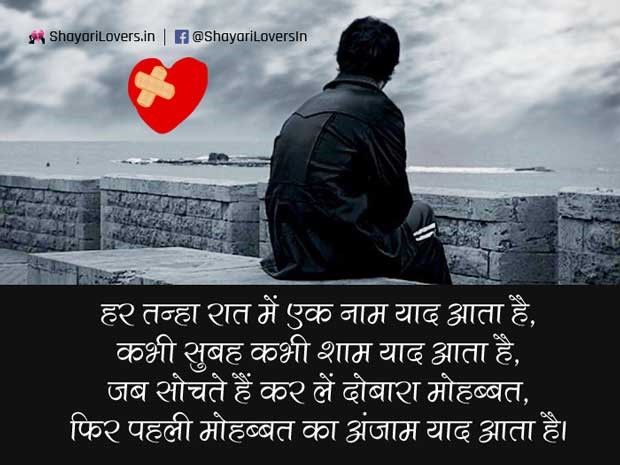 ShayariLovers.in | @ShayariLoversIn
हर तन्हा रात में एक नाम याद आता है,
कभी सुबह कभी शाम याद आता है,
जब सोचते हैं कर लें दोबारा मोहब्बत,
फिर पहली मोहब्बत का अंजाम याद आता है।